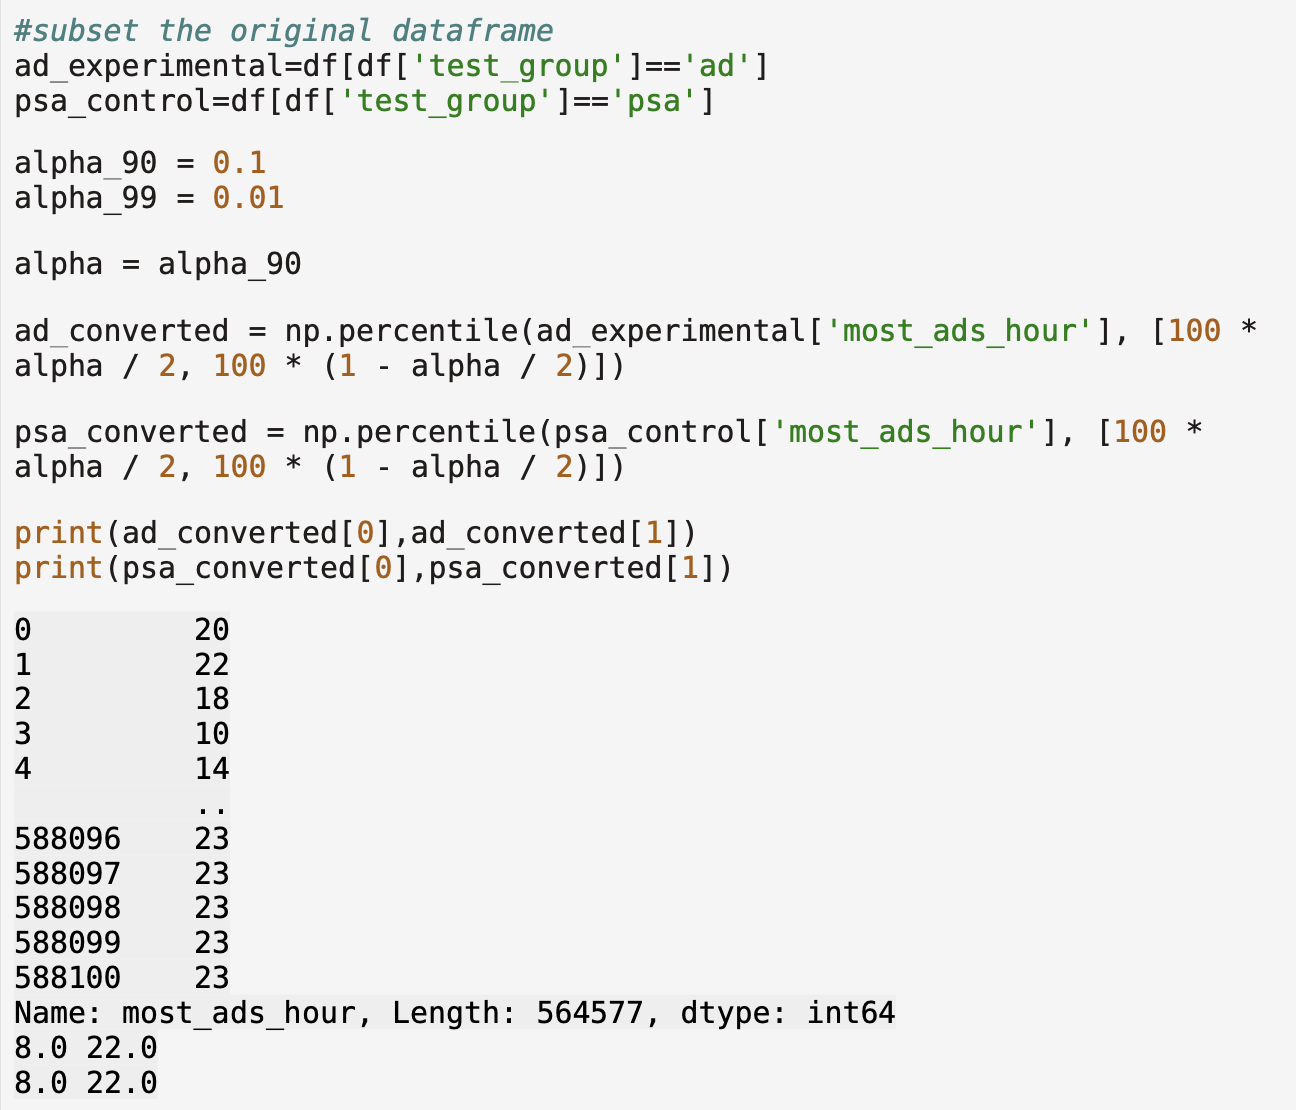 #subset the original dataframe
ad_experimental=df[df['test_group']=='ad']
psa_control=df[df['test_group']=='psa']
alpha_90 = 0.1
alpha_99 = 0.01
alpha = alpha_90
ad_converted = np.percentile(ad_experimental['most_ads_hour'], [100 *
alpha / 2, 100 * (1 - alpha / 2)])
psa_converted = np.percentile(psa_control['most_ads_hour'], [100 *
alpha / 2, 100 * (1 - alpha / 2)])
print(ad_converted[0],ad_converted[1])
print(psa_converted[0],psa_converted[1])
0         20
1         22
2         18
3         10
4         14
          ..
588096    23
588097    23
588098    23
588099    23
588100    23
Name: most_ads_hour, Length: 564577, dtype: int64
8.0 22.0
8.0 22.0